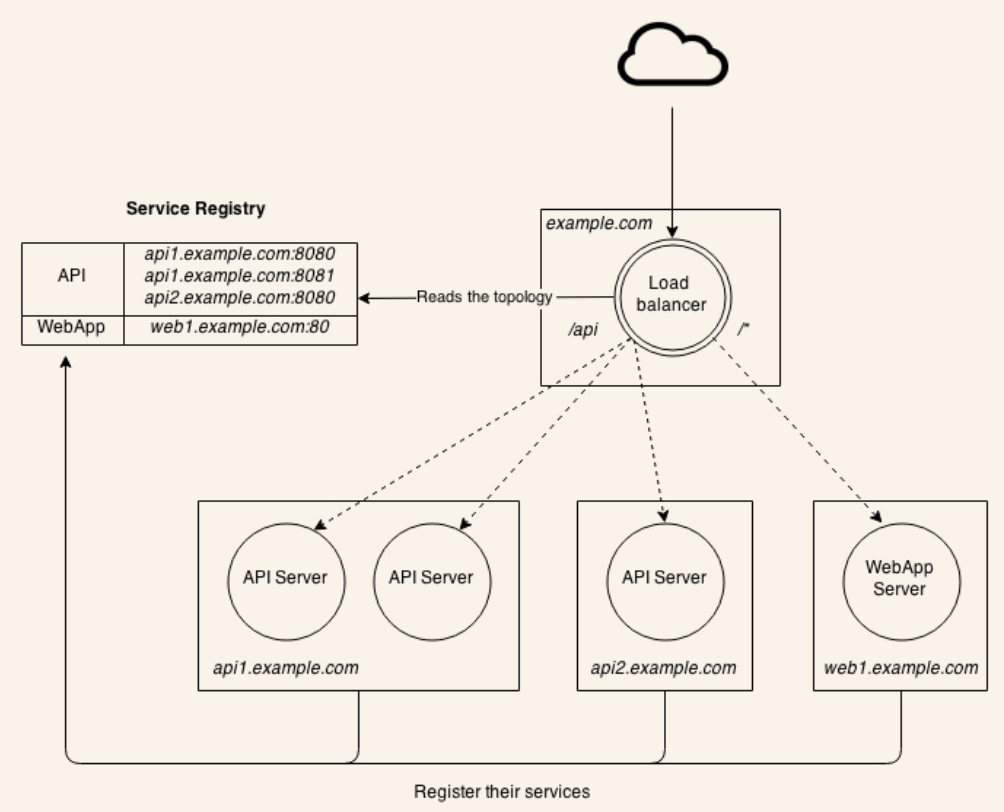 Service Registry
API
api1.example.com:8080
api1.example.com:8081
api2.example.com:8080
WebApp
web1.example.com:80
Reads the topology
example.com
Load
balancer
/api
/*
API Server
API Server
api1.example.com
API Server
api2.example.com
WebApp
Server
web1.example.com
Register their services